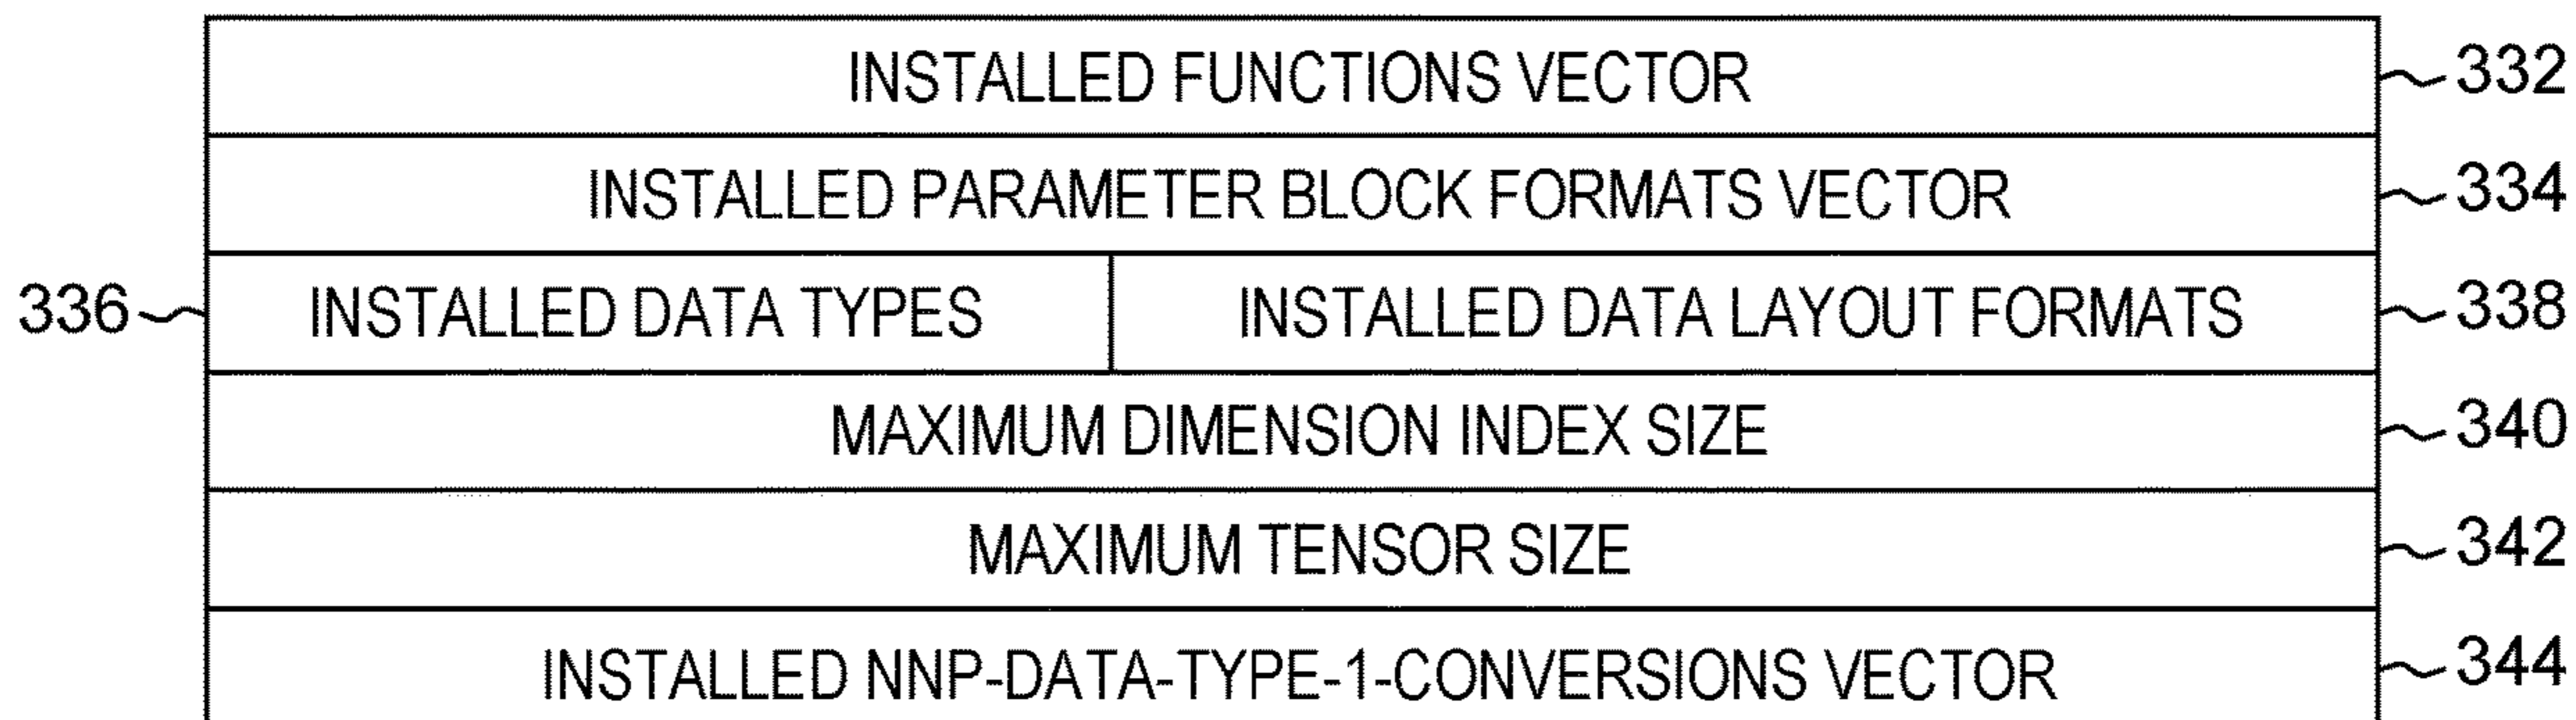 INSTALLED FUNCTIONS VECTOR 332
INSTALLED PARAMETER BLOCK FORMATS VECTOR 334
336 INSTALLED DATA TYPES INSTALLED DATA LAYOUT FORMATS 338
MAXIMUM DIMENSION INDEX SIZE 340
MAXIMUM TENSOR SIZE 342
INSTALLED NNP-DATA-TYPE-1-CONVERSIONS VECTOR 344